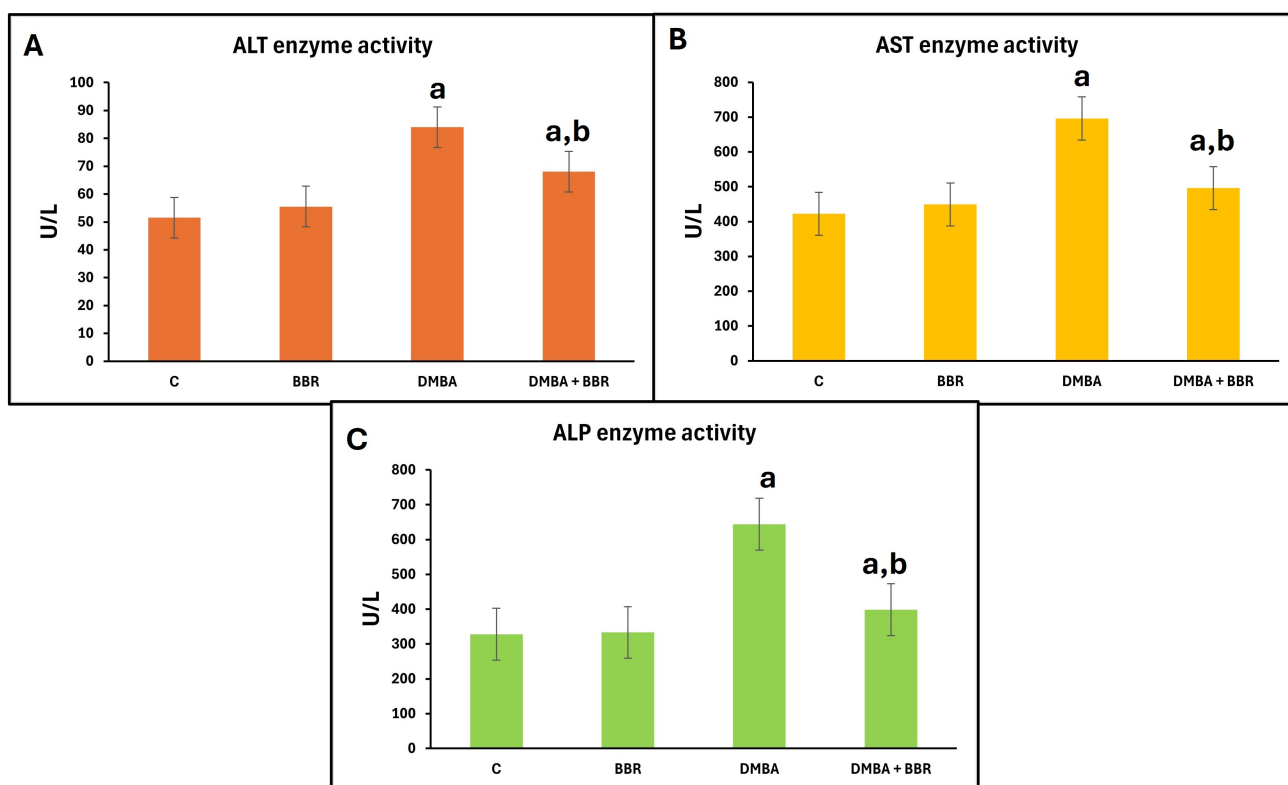 A
ALT enzyme activity
U/L
100
90
80
70
60
50
40
30
20
10
0
a
a,b
C BBR DMBA DMBA + BBR
B
AST enzyme activity
U/L
800
700
600
500
400
300
200
100
0
a
a,b
C BBR DMBA DMBA + BBR
C
ALP enzyme activity
U/L
800
700
600
500
400
300
200
100
0
a
a,b
C BBR DMBA DMBA + BBR